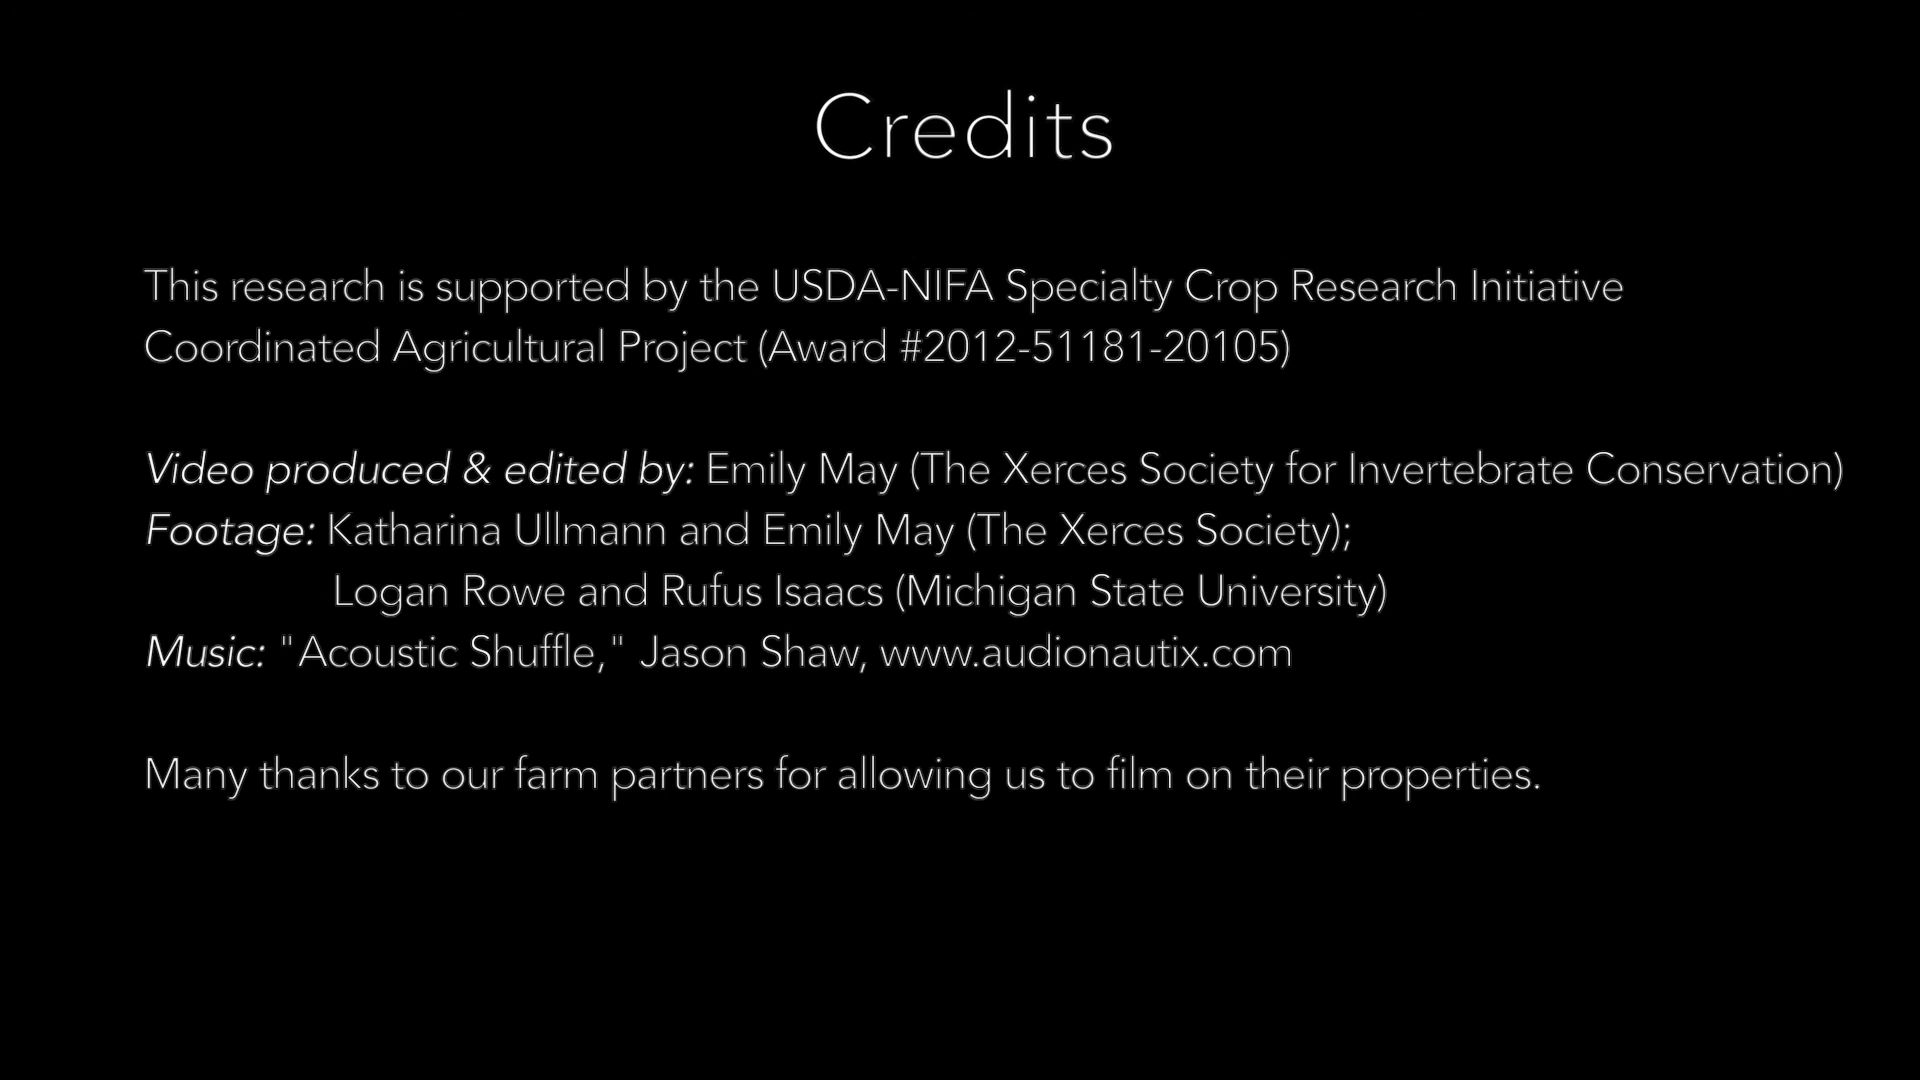 Credits
This research is supported by the USDA-NIFA Specialty Crop Research Initiative
Coordinated Agricultural Project (Award #2012-51181-20105)
Video produced & edited by: Emily May (The Xerces Society for Invertebrate Conservation)
Footage: Katharina Ullmann and Emily May (The Xerces Society);
Logan Rowe and Rufus Isaacs (Michigan State University)
Music: "Acoustic Shuffle," Jason Shaw, www.audionautix.com
Many thanks to our farm partners for allowing us to film on their properties.